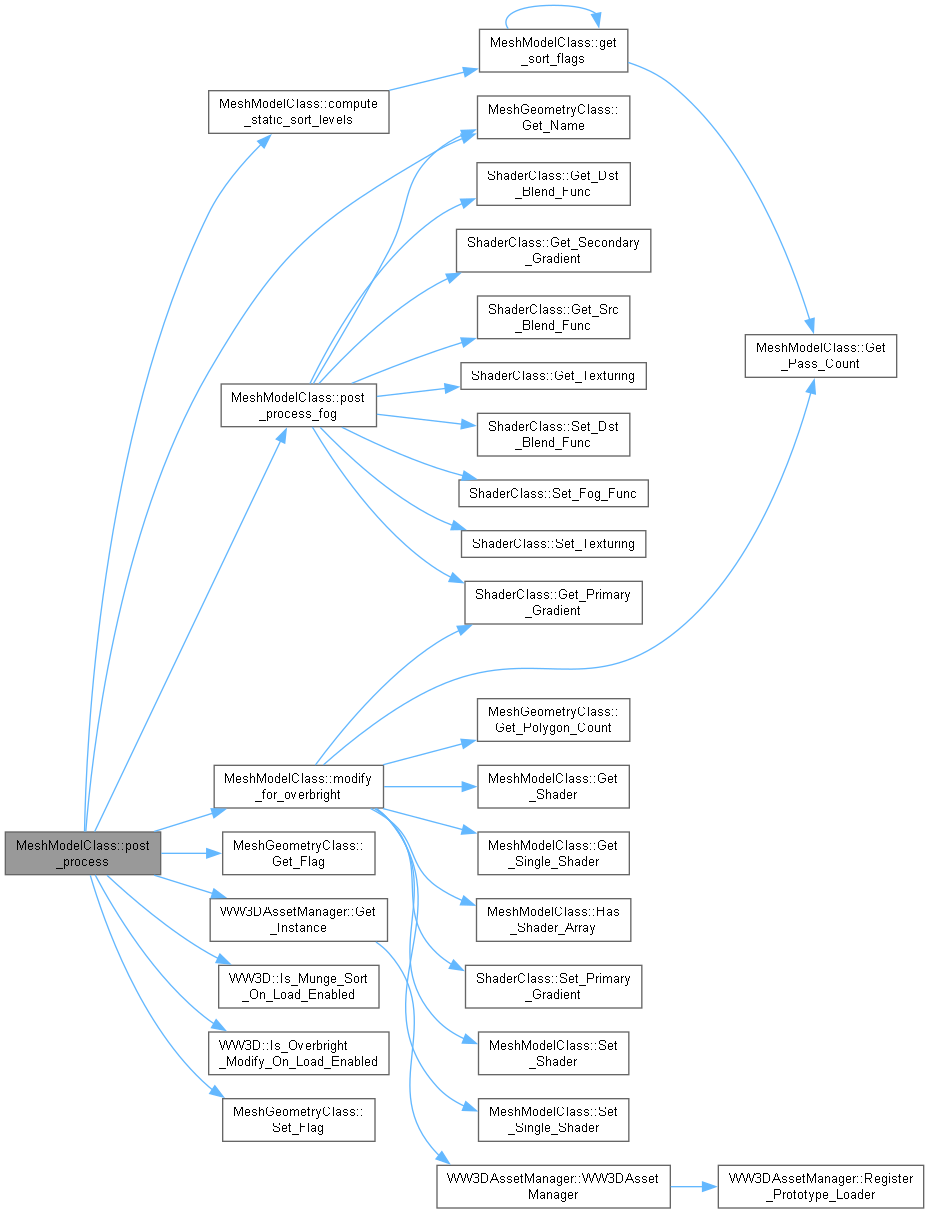 MeshModelClass::get
_sort_flags
MeshModelClass::compute
_static_sort_levels
MeshGeometryClass::
Get_Name
ShaderClass::Get_Dst
_Blend_Func
ShaderClass::Get_Secondary
_Gradient
ShaderClass::Get_Src
_Blend_Func
MeshModelClass::Get
_Pass_Count
ShaderClass::Get_Texturing
MeshModelClass::post
_process_fog
ShaderClass::Set_Dst
_Blend_Func
ShaderClass::Set_Fog_Func
ShaderClass::Set_Texturing
ShaderClass::Get_Primary
_Gradient
MeshGeometryClass::
Get_Polygon_Count
MeshModelClass::modify
_for_overbright
MeshModelClass::Get
_Shader
MeshModelClass::post
_process
MeshGeometryClass::
Get_Flag
MeshModelClass::Get
_Single_Shader
WW3DAssetManager::Get
_Instance
MeshModelClass::Has
_Shader_Array
WW3D::Is_Munge_Sort
_On_Load_Enabled
ShaderClass::Set_Primary
_Gradient
WW3D::Is_Overbright
_Modify_On_Load_Enabled
MeshModelClass::Set
_Shader
MeshGeometryClass::
Set_Flag
MeshModelClass::Set
_Single_Shader
WW3DAssetManager::WW3DAsset
Manager
WW3DAssetManager::Register
_Prototype_Loader